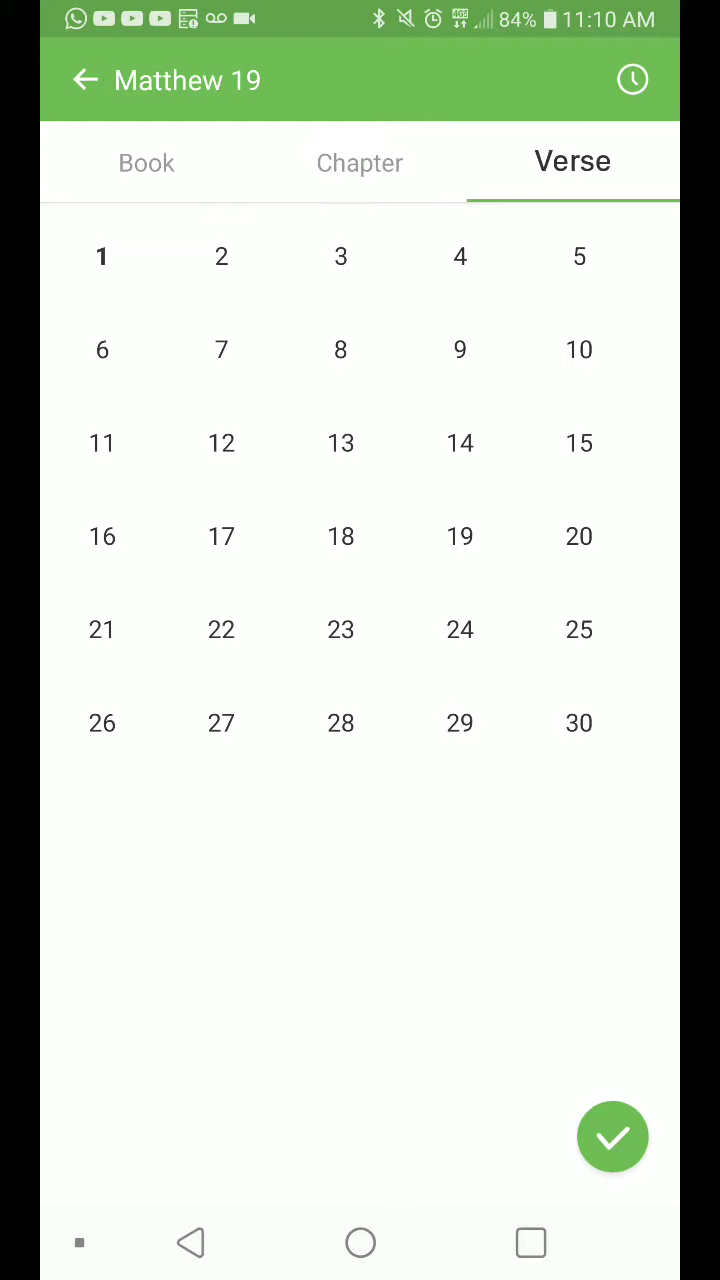 84% 11:10 AM
Matthew 19
Book Chapter Verse
1 2 3 4 5
6 7 8 9 10
11 12 13 14 15
16 17 18 19 20
21 22 23 24 25
26 27 28 29 30